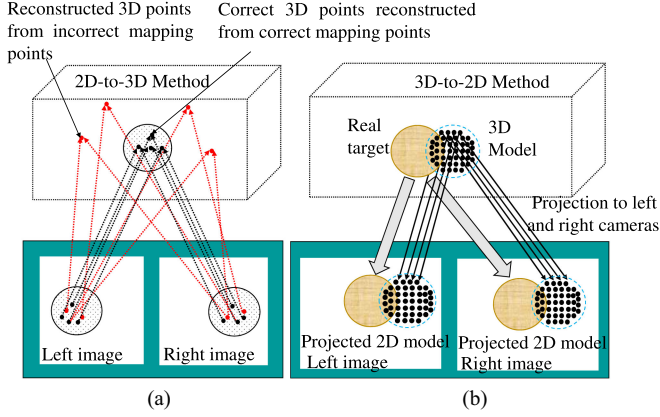 Reconstructed 3D points
from incorrect mapping
points
Correct 3D points reconstructed
from correct mapping points
2D-to-3D Method
Left image
Right image
(a)
3D-to-2D Method
Real
target
3D
Model
Projection to left
and right cameras
Projected 2D model
Left image
Projected 2D model
Right image
(b)